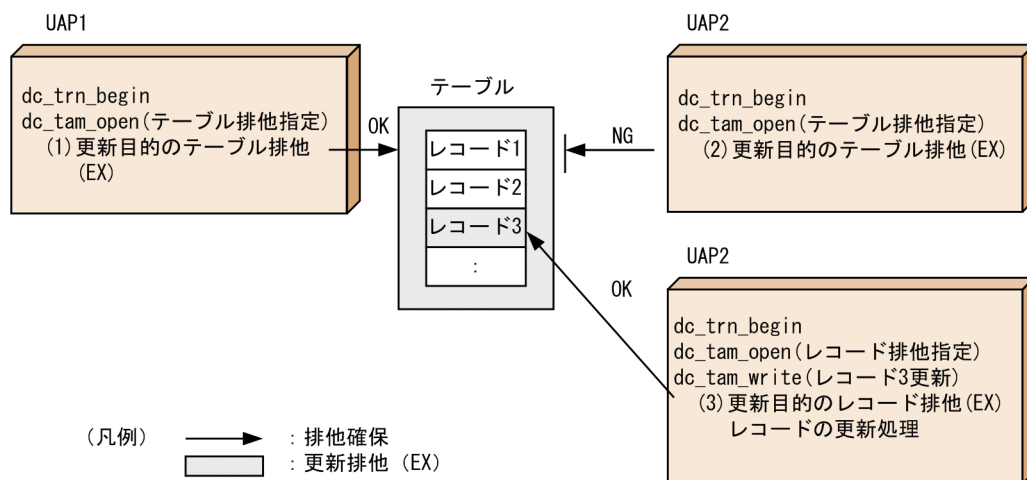 UAP1
dc_trn_begin
dc_tam_open(テーブル排他指定)
(1)更新目的のテーブル排他
(EX)
OK
テーブル
レコード1
レコード2
レコード3
:
NG
UAP2
dc_trn_begin
dc_tam_open(テーブル排他指定)
(2)更新目的のテーブル排他(EX)
OK
UAP2
dc_trn_begin
dc_tam_open(レコード排他指定)
dc_tam_write(レコード3更新)
(3)更新目的のレコード排他(EX)
レコードの更新処理
(凡例)
:排他確保
:更新排他 (EX)